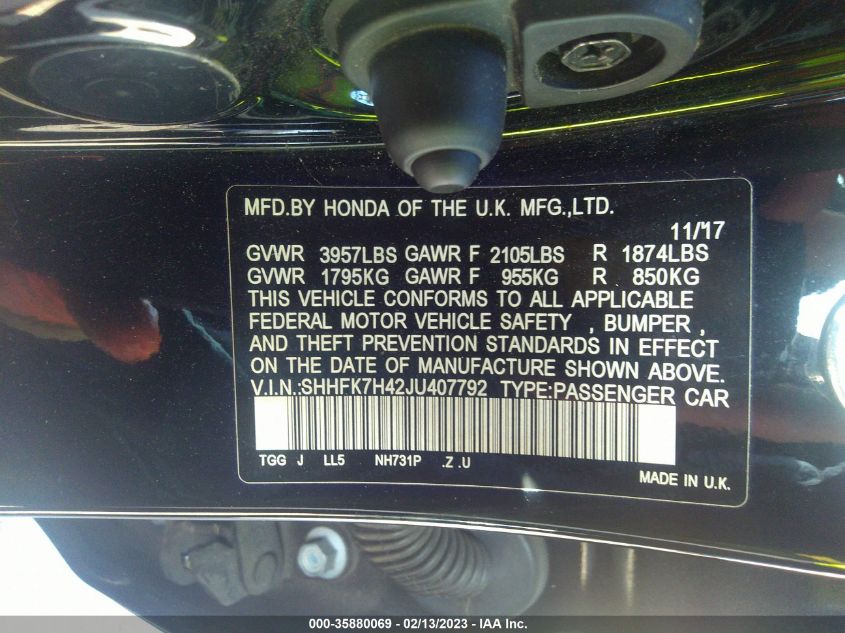 MFD.BY HONDA OF THE U.K. MFG.,LTD.
11/17
GVWR 3957LBS GAWR F 2105LBS R 1874LBS
GVWR 1795KG GAWR F 955KG R 850KG
THIS VEHICLE CONFORMS TO ALL APPLICABLE
FEDERAL MOTOR VEHICLE SAFETY , BUMPER ,
AND THEFT PREVENTION STANDARDS IN EFFECT
ON THE DATE OF MANUFACTURE SHOWN ABOVE.
V.I.N.:SHHFK7H42JU407792 TYPE:PASSENGER CAR
TGG J LL5 NH731P .Z .U
MADE IN U.K.
000-35880069 - 02/13/2023 - IAA Inc.